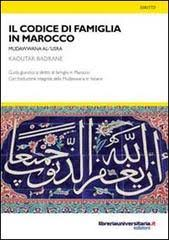 DIRITTO
IL CODICE DI FAMIGLIA
IN MAROCCO
MUDAWWANA AL-'USRA
KAOUTAR BADRANE
Guida giuridica al diritto di famiglia in Marocco
Con traduzione integrale della Mudawwana in italiano
libreriauniversitaria.it
edizioni